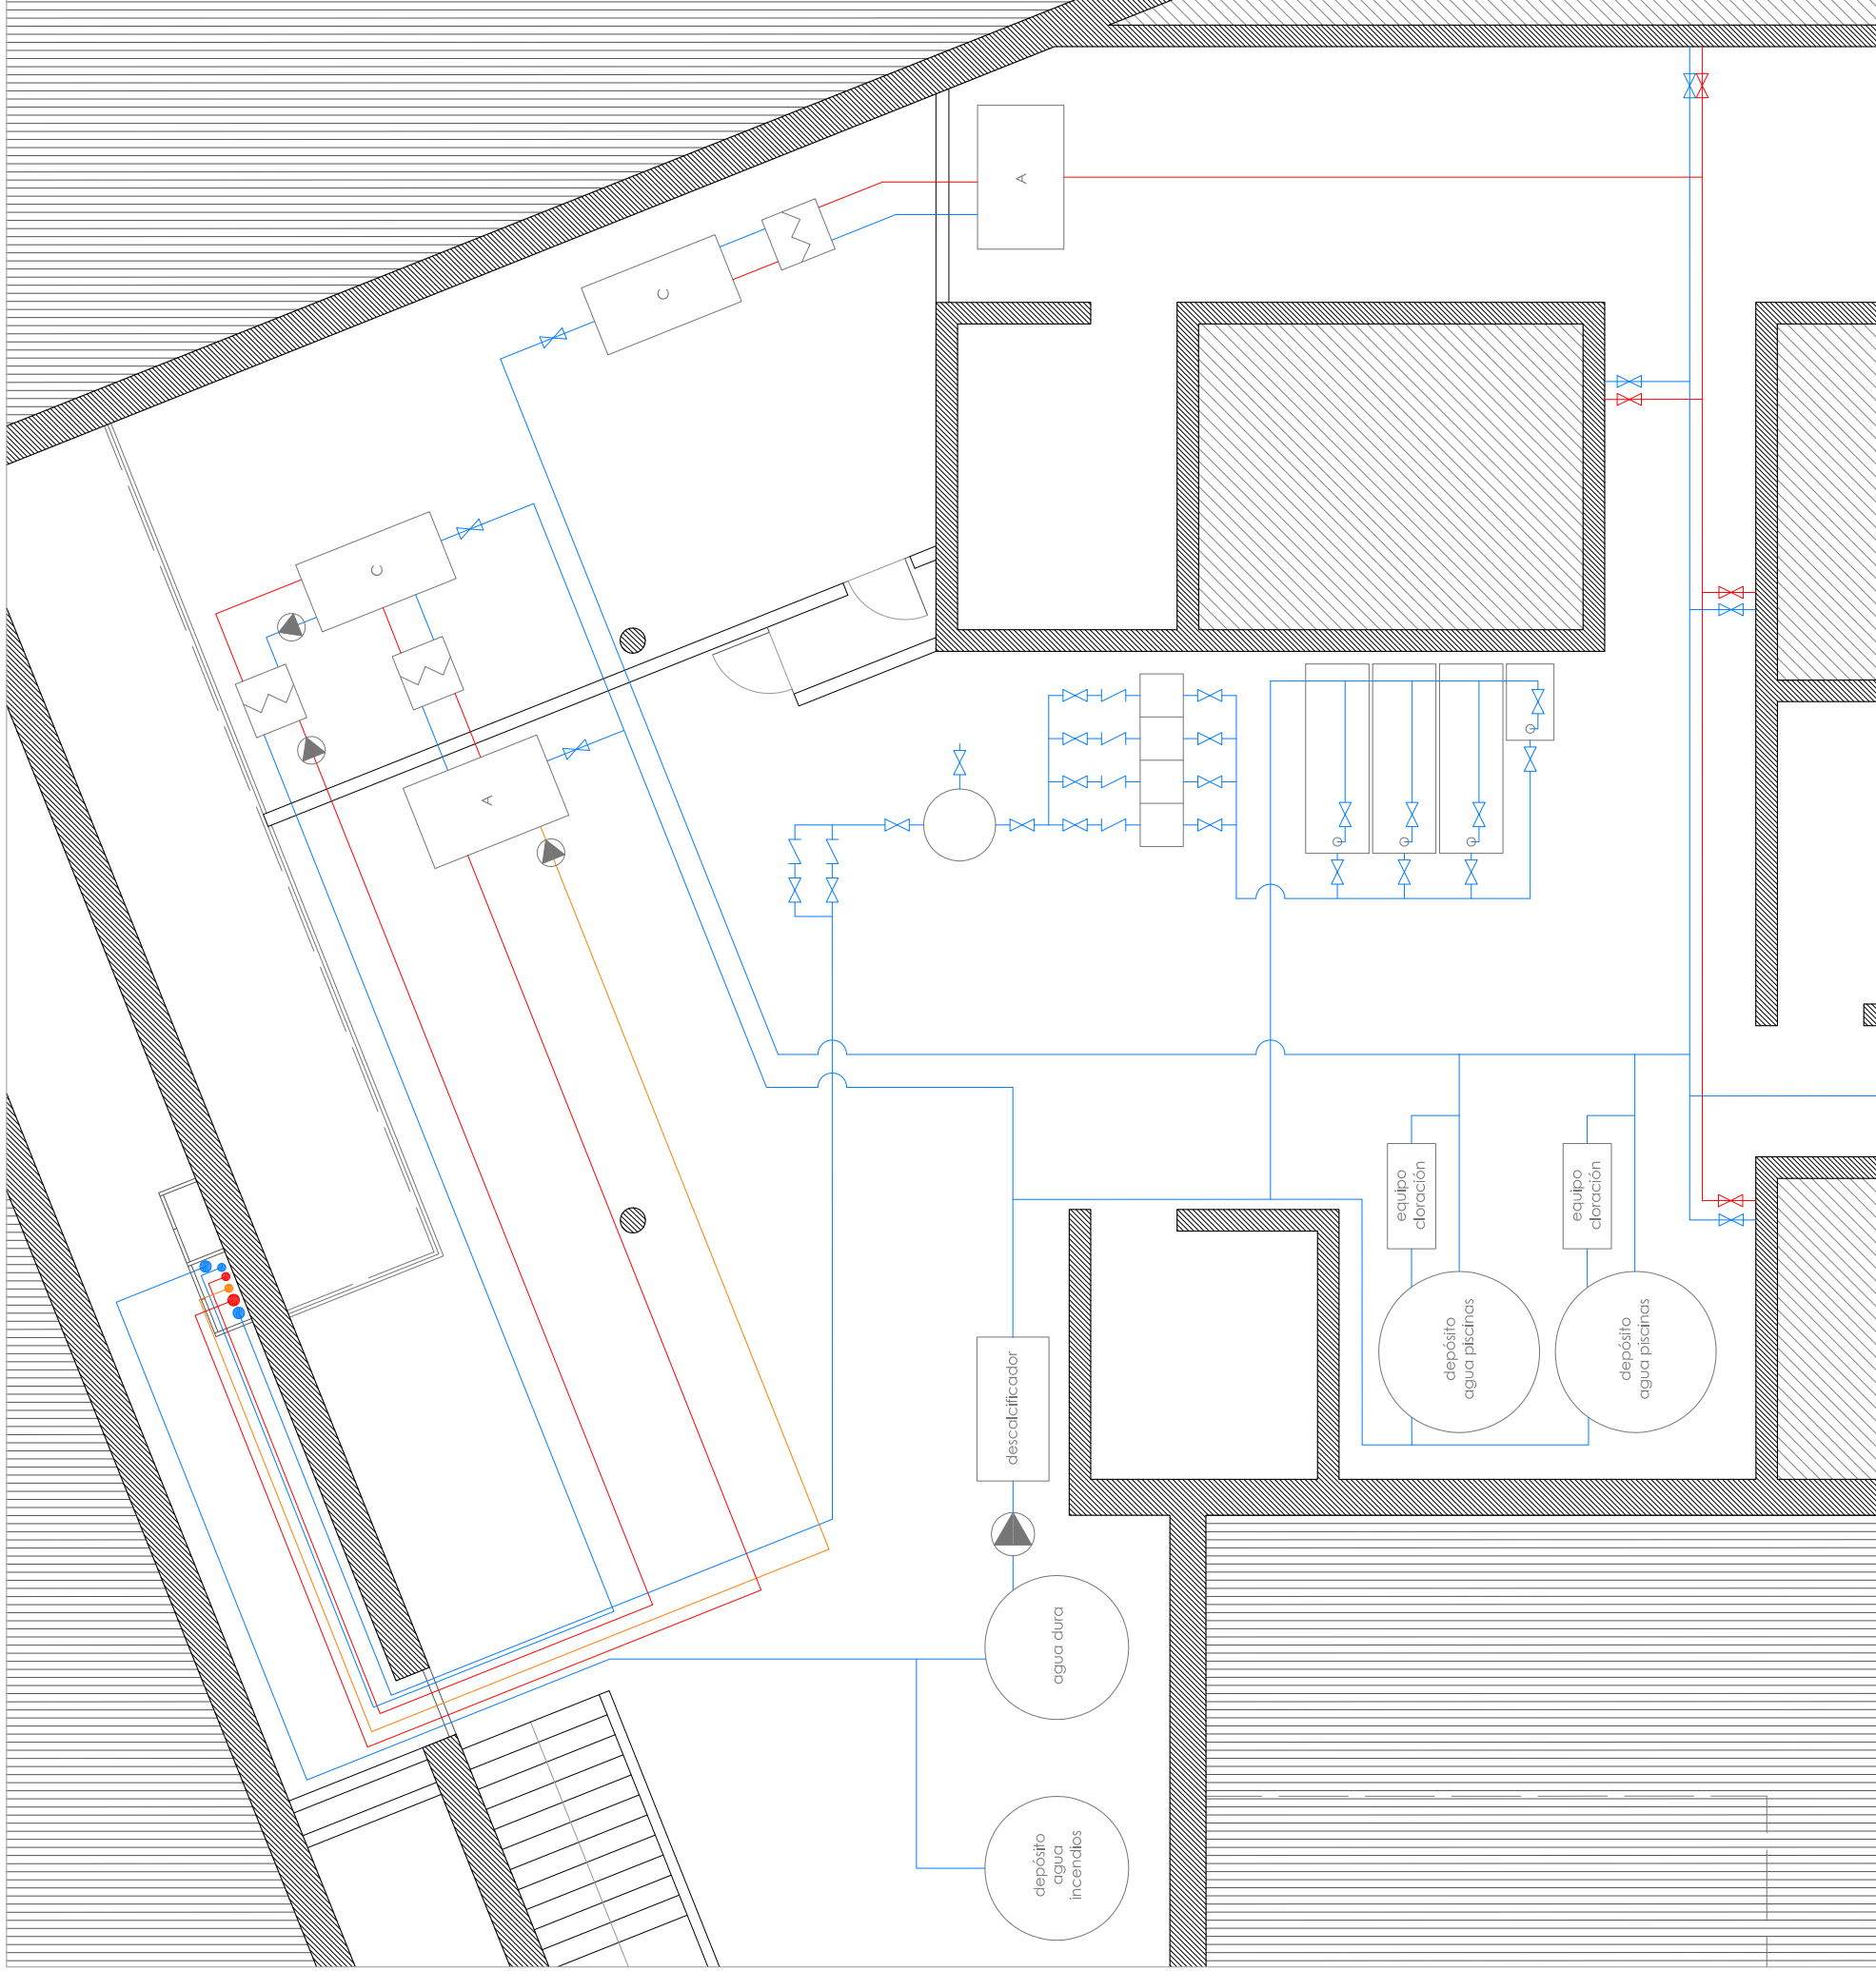 A
C
C
A
equipo
cloración
equipo
cloración
depósito
agua piscinas
depósito
agua piscinas
descalcificador
agua dura
depósito
agua
incendios